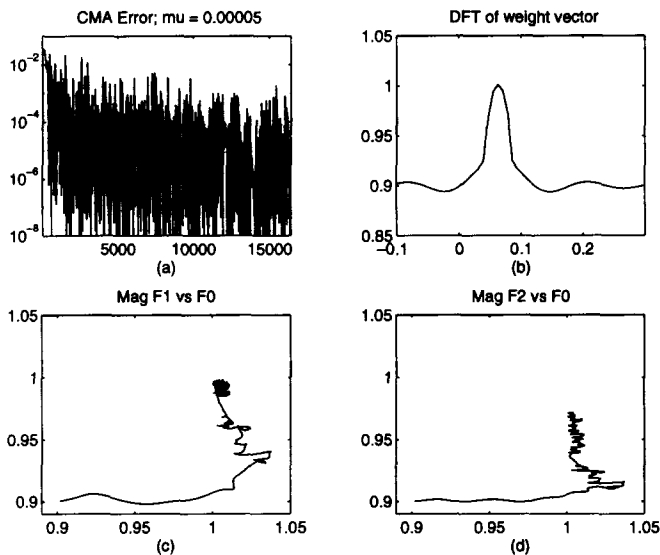 CMA Error; mu = 0.00005
10⁻²
10⁻⁴
10⁻⁶
10⁻⁸
5000 10000 15000
(a)
DFT of weight vector
1.05
1
0.95
0.9
0.85
−0.1 0 0.1 0.2
(b)
Mag F1 vs F0
1.05
1
0.95
0.9
0.9 0.95 1 1.05
(c)
Mag F2 vs F0
1.05
1
0.95
0.9
0.9 0.95 1 1.05
(d)